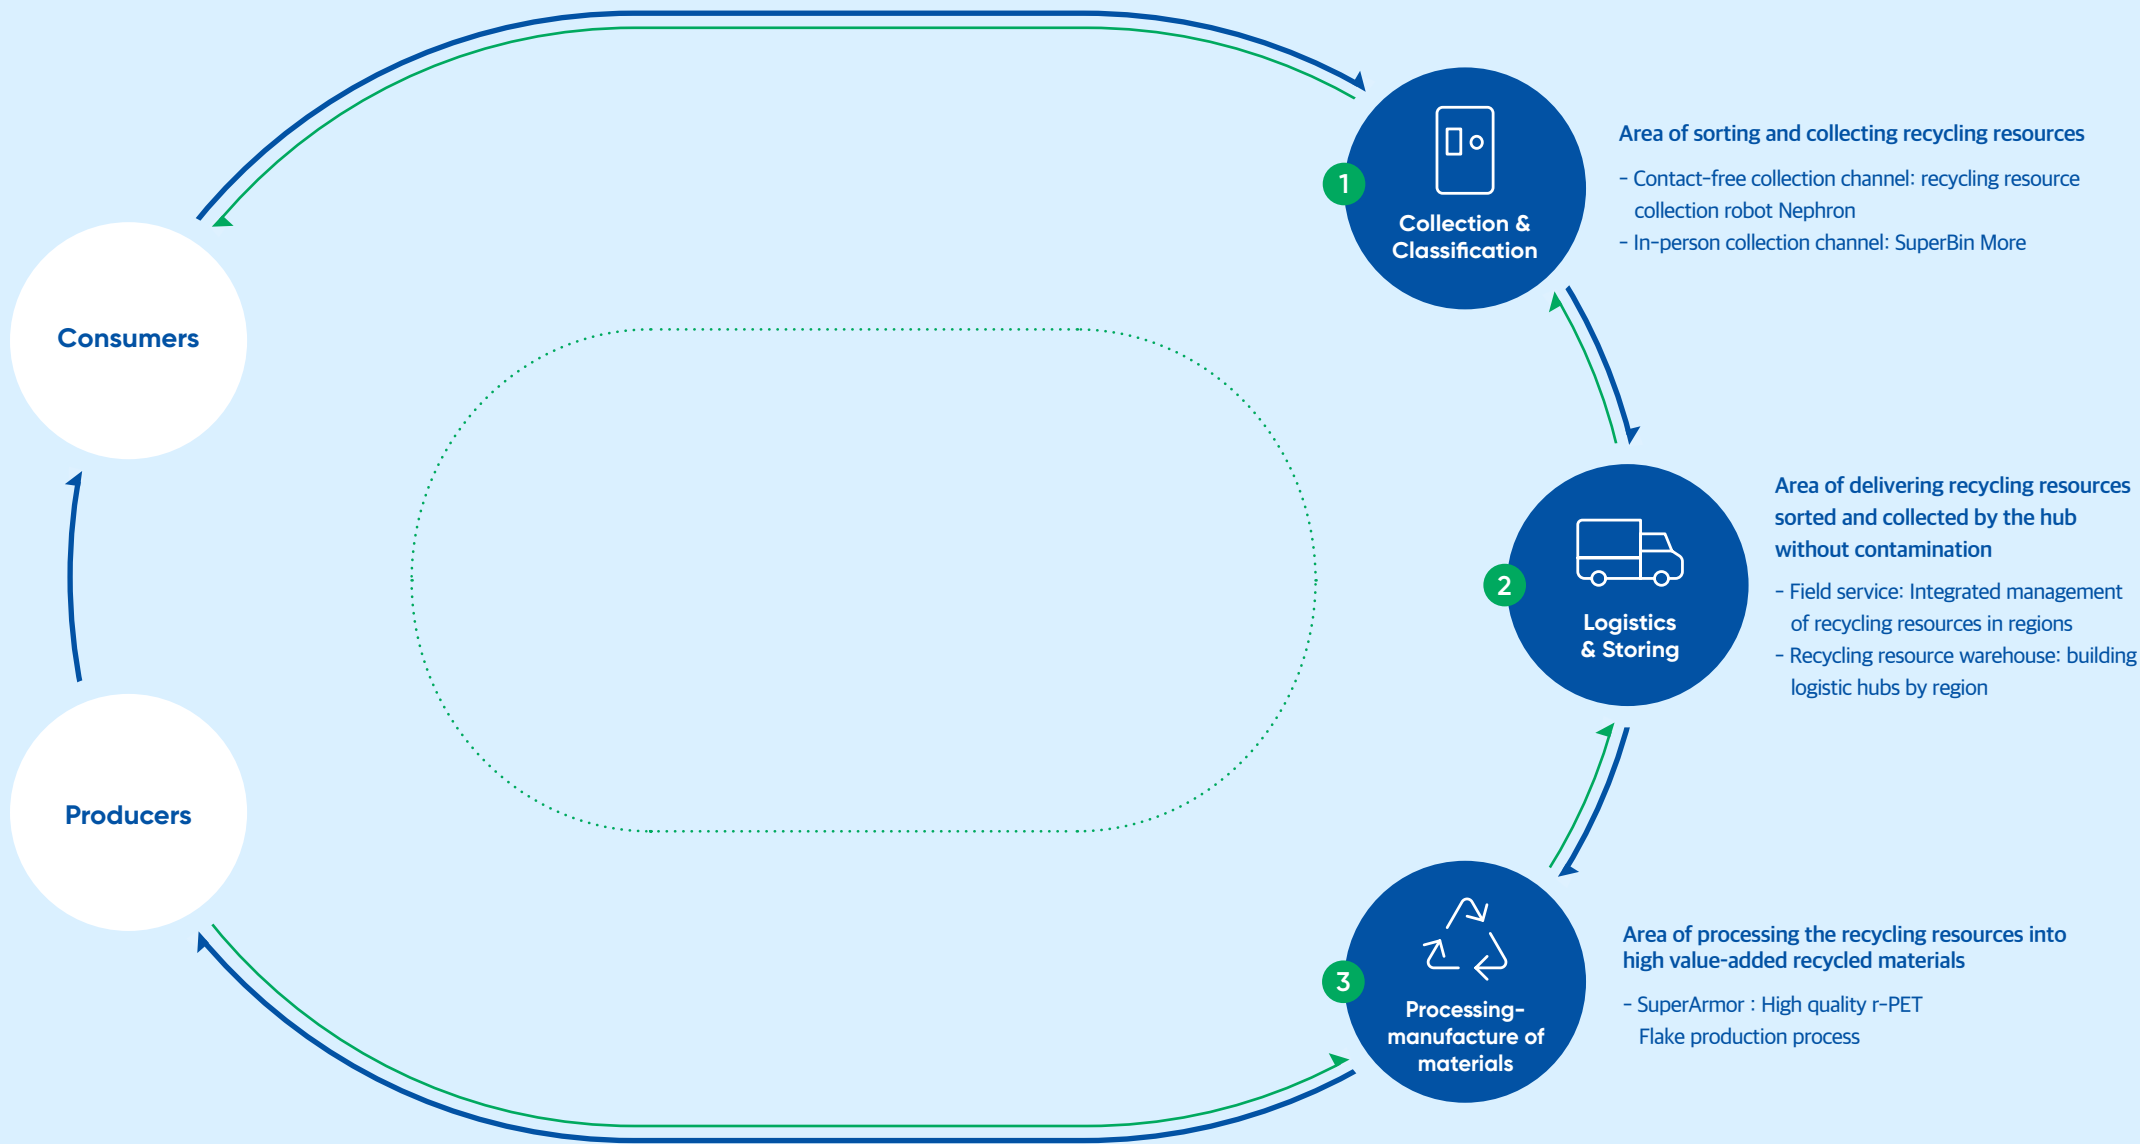 1
Collection &
Classification
Area of sorting and collecting recycling resources
- Contact-free collection channel: recycling resource
collection robot Nephron
- In-person collection channel: SuperBin More
Consumers
2
Logistics
& Storing
Area of delivering recycling resources
sorted and collected by the hub
without contamination
- Field service: Integrated management
of recycling resources in regions
- Recycling resource warehouse: building
logistic hubs by region
Producers
3
Processing-
manufacture of
materials
Area of processing the recycling resources into
high value-added recycled materials
- SuperArmor : High quality r-PET
Flake production process